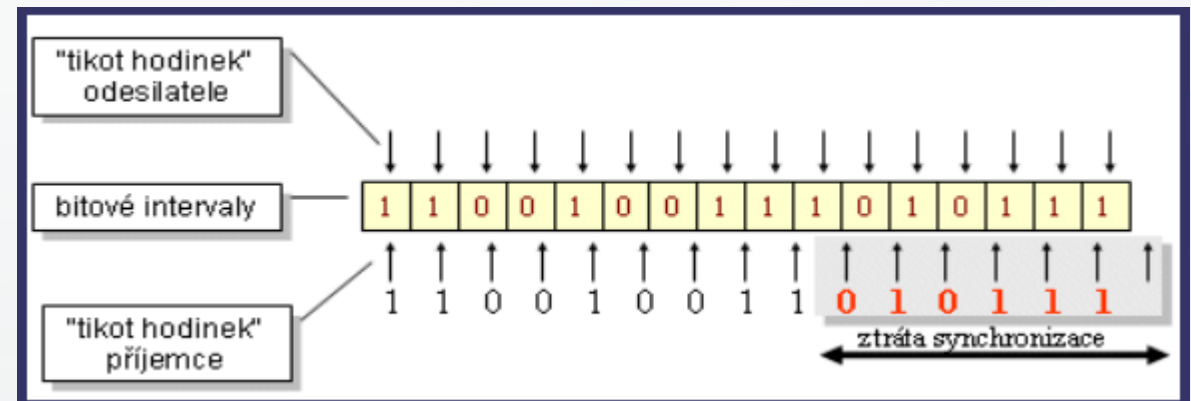 "tikot hodinek"
odesilatele
bitové intervaly
1 1 0 0 1 0 0 1 1 1 0 1 0 1 1 1
1 1 0 0 1 0 0 1 1 0 1 0 1 1 1
"tikot hodinek"
příjemce
ztráta synchronizace